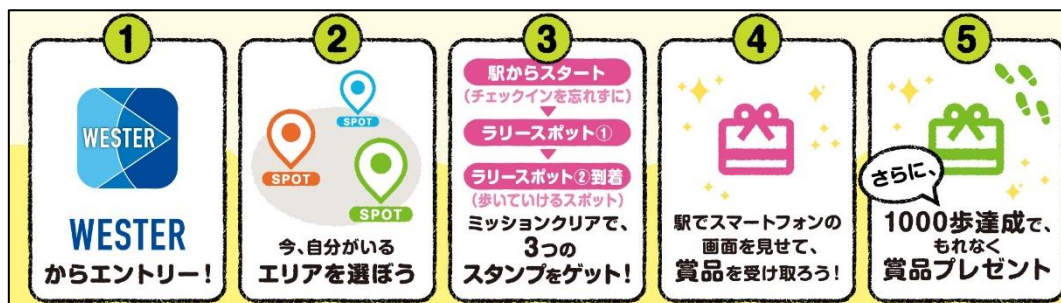 1
WESTER
WESTER
からエントリー!
2
SPOT
SPOT
SPOT
今、自分がいる
エリアを選ぼう
3
駅からスタート
(チェックインを忘れずに)
ラリースポット①
ラリースポット②到着
(歩いていけるスポット)
ミッションクリアで、
3つの
スタンプをゲット!
4
駅でスマートフォンの
画面を見せて、
賞品を受け取ろう!
5
さらに、
1000歩達成で、
もれなく
賞品プレゼント